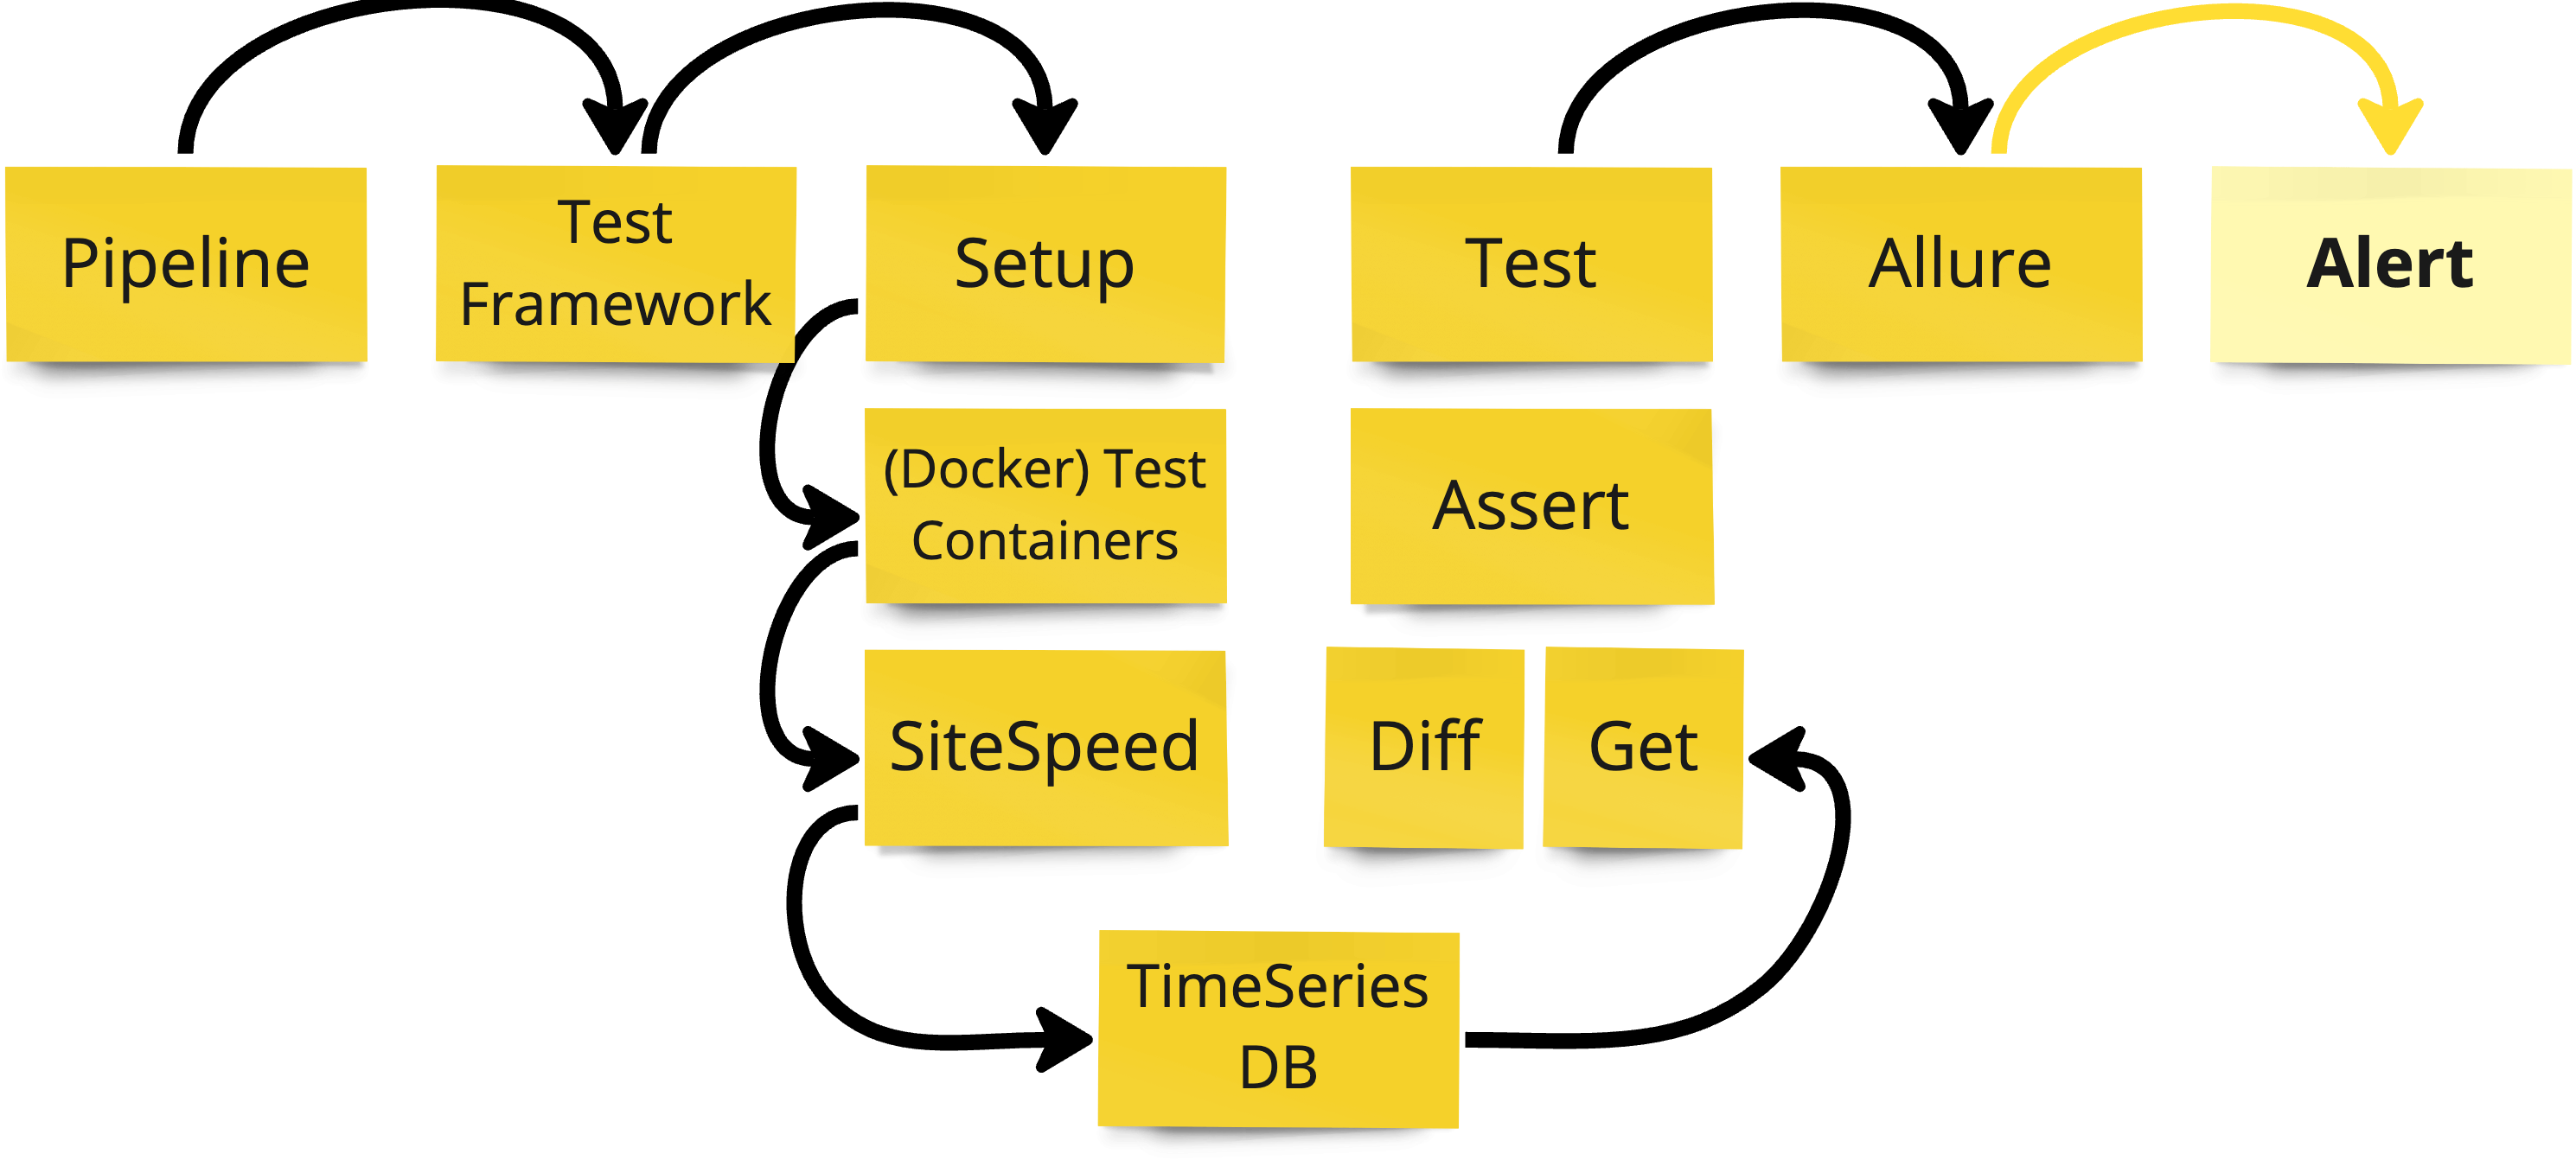 Pipeline
Test
Framework
Setup
Test
Allure
Alert
(Docker) Test
Containers
Assert
SiteSpeed
Diff
Get
TimeSeries
DB